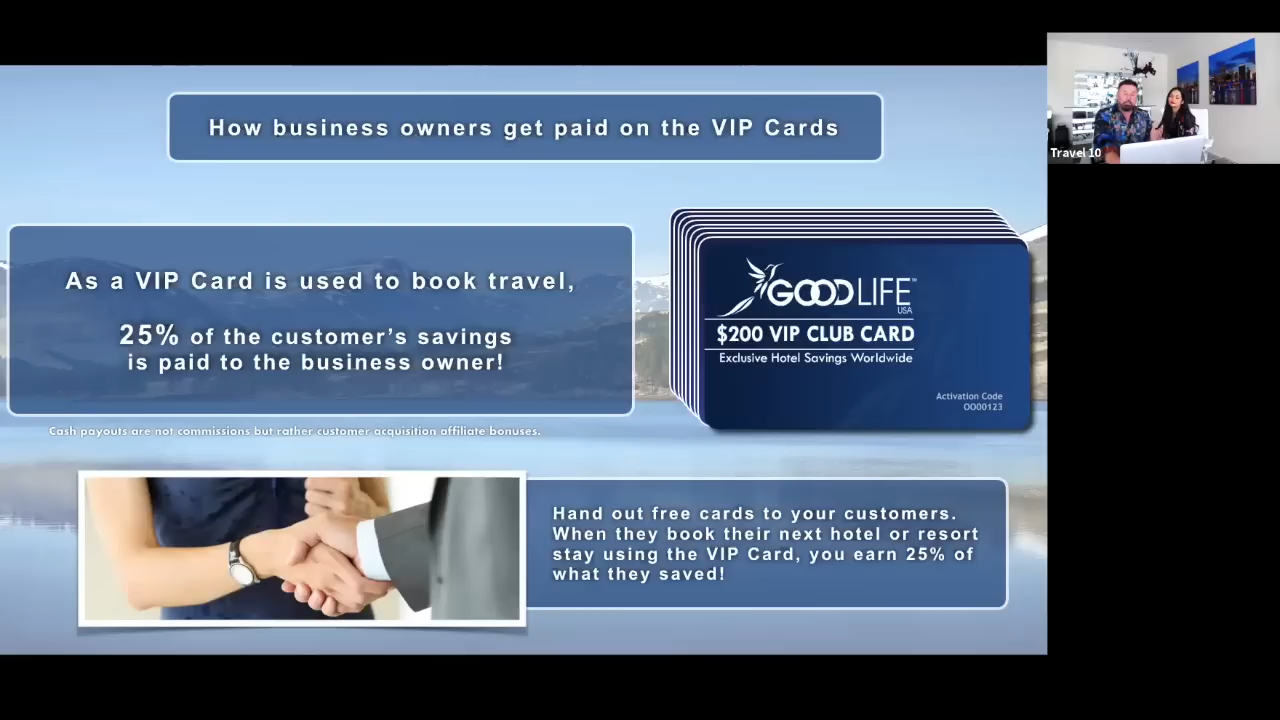 How business owners get paid on the VIP Cards
Travel 10
As a VIP Card is used to book travel,
25% of the customer's savings
is paid to the business owner!
GOODLIFE™
USA
$200 VIP CLUB CARD
Exclusive Hotel Savings Worldwide
Activation Code
OO00123
Cash payouts are not commissions but rather customer acquisition affiliate bonuses.
Hand out free cards to your customers.
When they book their next hotel or resort
stay using the VIP Card, you earn 25% of
what they saved!